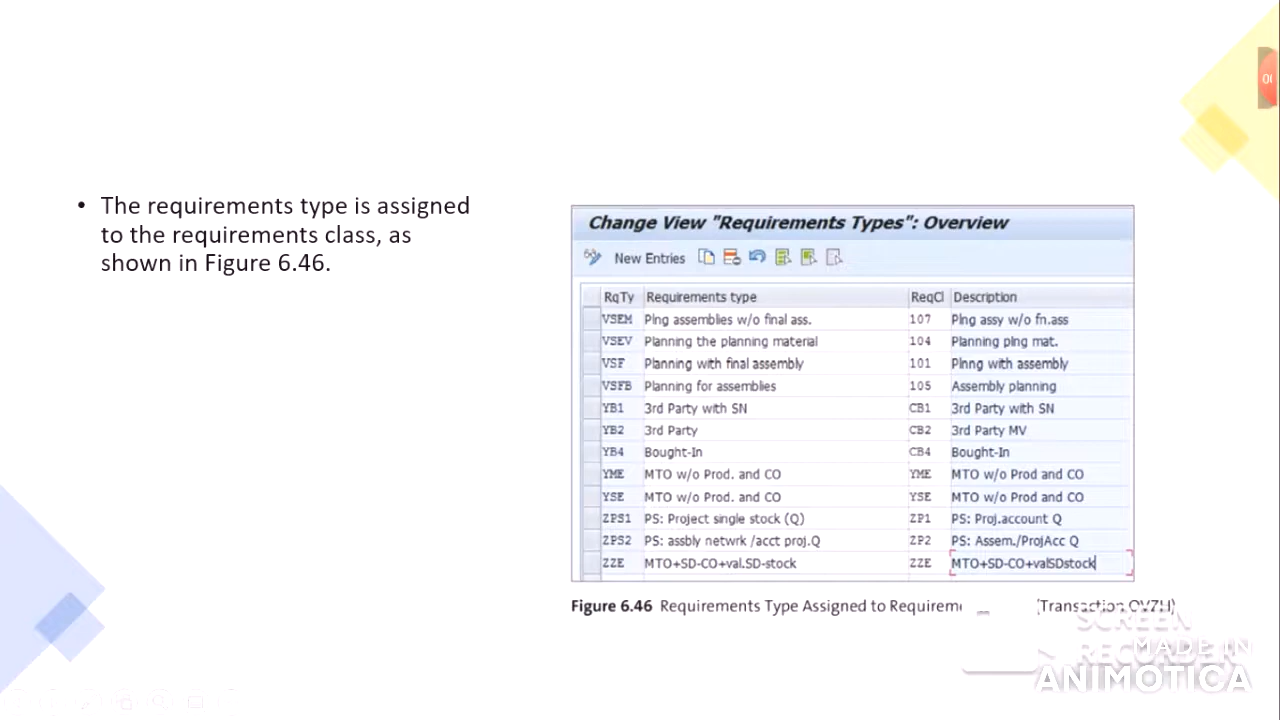 • The requirements type is assigned
to the requirements class, as
shown in Figure 6.46.
Change View "Requirements Types": Overview
New Entries
RqTy Requirements type ReqCl Description
VSEM Plng assemblies w/o final ass. 107 Plng assy w/o fn.ass
VSEV Planning the planning material 104 Planning plng mat.
VSF Planning with final assembly 101 Plnng with assembly
VSFB Planning for assemblies 105 Assembly planning
YB1 3rd Party with SN CB1 3rd Party with SN
YB2 3rd Party CB2 3rd Party MV
YB4 Bought-In CB4 Bought-In
YME MTO w/o Prod. and CO YME MTO w/o Prod and CO
YSE MTO w/o Prod. and CO YSE MTO w/o Prod and CO
ZPS1 PS: Project single stock (Q) ZP1 PS: Proj.account Q
ZPS2 PS: assbly netwrk /acct proj.Q ZP2 PS: Assem./ProjAcc Q
ZZE MTO+SD-CO+val.SD-stock ZZE MTO+SD-CO+valSDstock
Figure 6.46 Requirements Type Assigned to (Transaction OVZH)
SCREEN
RECORDER
MADE IN
ANIMOTICA